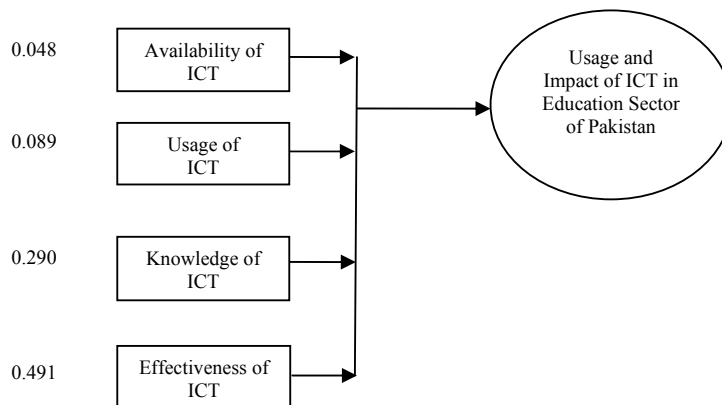 0.048
Availability of
ICT
0.089
Usage of
ICT
0.290
Knowledge of
ICT
0.491
Effectiveness of
ICT
Usage and
Impact of ICT in
Education Sector
of Pakistan